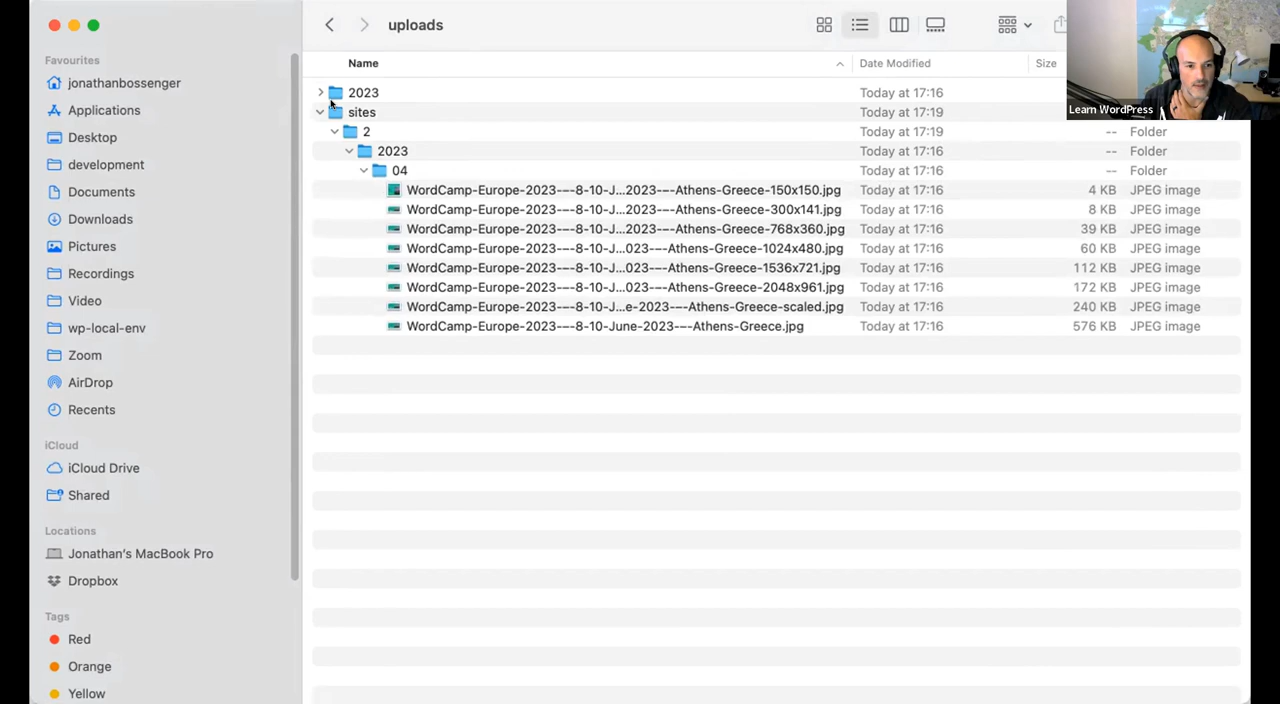 uploads
Favourites
jonathanbossenger
Applications
Desktop
development
Documents
Downloads
Pictures
Recordings
Video
wp-local-env
Zoom
AirDrop
Recents
iCloud
iCloud Drive
Shared
Locations
Jonathan's MacBook Pro
Dropbox
Tags
Red
Orange
Yellow
Name Date Modified Size
2023 Today at 17:16
sites Today at 17:19
2 Today at 17:19 -- Folder
2023 Today at 17:16 -- Folder
04 Today at 17:16 -- Folder
WordCamp-Europe-2023-–-8-10-J...2023-–-Athens-Greece-150x150.jpg Today at 17:16 4 KB JPEG image
WordCamp-Europe-2023-–-8-10-J...2023-–-Athens-Greece-300x141.jpg Today at 17:16 8 KB JPEG image
WordCamp-Europe-2023-–-8-10-J...2023-–-Athens-Greece-768x360.jpg Today at 17:16 39 KB JPEG image
WordCamp-Europe-2023-–-8-10-J...023-–-Athens-Greece-1024x480.jpg Today at 17:16 60 KB JPEG image
WordCamp-Europe-2023-–-8-10-J...023-–-Athens-Greece-1536x721.jpg Today at 17:16 112 KB JPEG image
WordCamp-Europe-2023-–-8-10-J...023-–-Athens-Greece-2048x961.jpg Today at 17:16 172 KB JPEG image
WordCamp-Europe-2023-–-8-10-J...e-2023-–-Athens-Greece-scaled.jpg Today at 17:16 240 KB JPEG image
WordCamp-Europe-2023-–-8-10-June-2023-–-Athens-Greece.jpg Today at 17:16 576 KB JPEG image
Learn WordPress